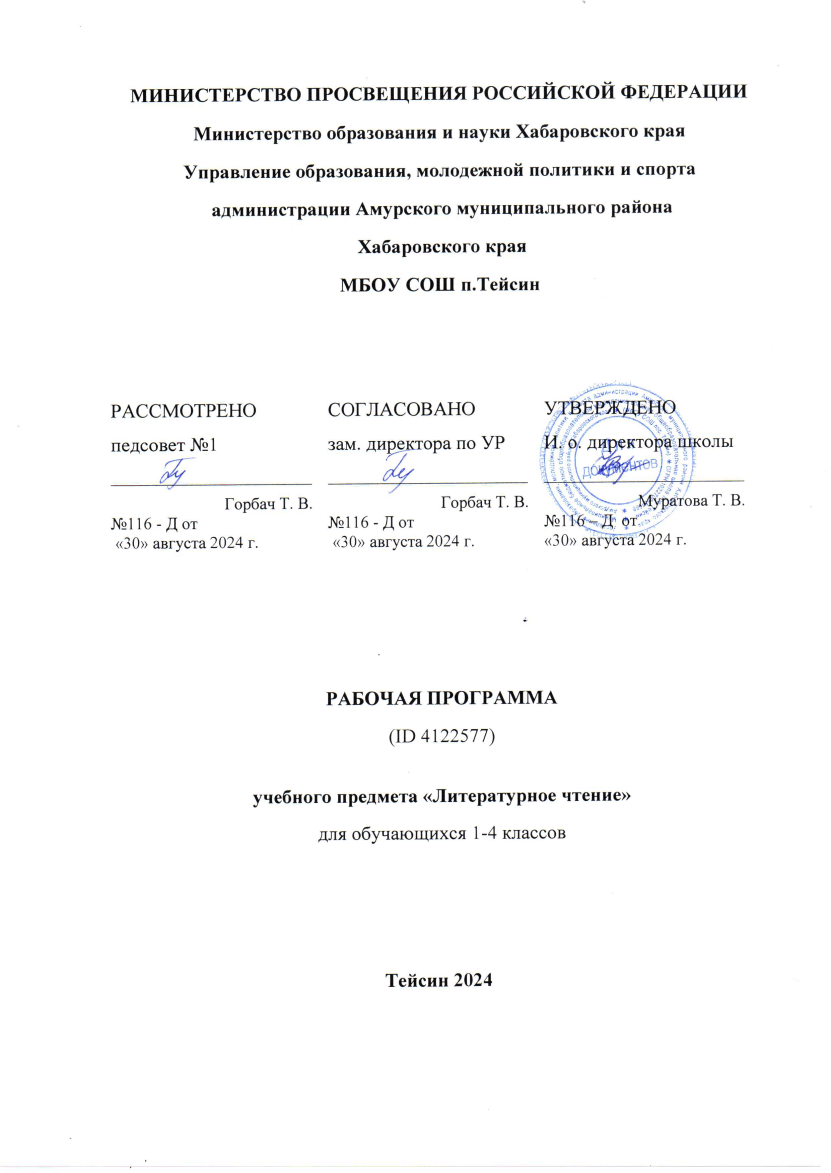 МИНИСТЕРСТВО ПРОСВЕЩЕНИЯ РОССИЙСКОЙ ФЕДЕРАЦИИ
Министерство образования и науки Хабаровского края
Управление образования, молодежной политики и спорта
администрации Амурского муниципального района
Хабаровского края
МБОУ СОШ п.Тейсин
РАССМОТРЕНО
педсовет №1
Горбач Т. В.
№116 - Д от
«30» августа 2024 г.
СОГЛАСОВАНО
зам. директора по УР
Горбач Т. В.
№116 - Д от
«30» августа 2024 г.
УТВЕРЖДЕНО
И. о. директора школы
ДОКУМЕНТОВ
Муратова Т. В.
№116 - Д от
«30» августа 2024 г.
РАБОЧАЯ ПРОГРАММА
(ID 4122577)
учебного предмета «Литературное чтение»
для обучающихся 1-4 классов
Тейсин 2024